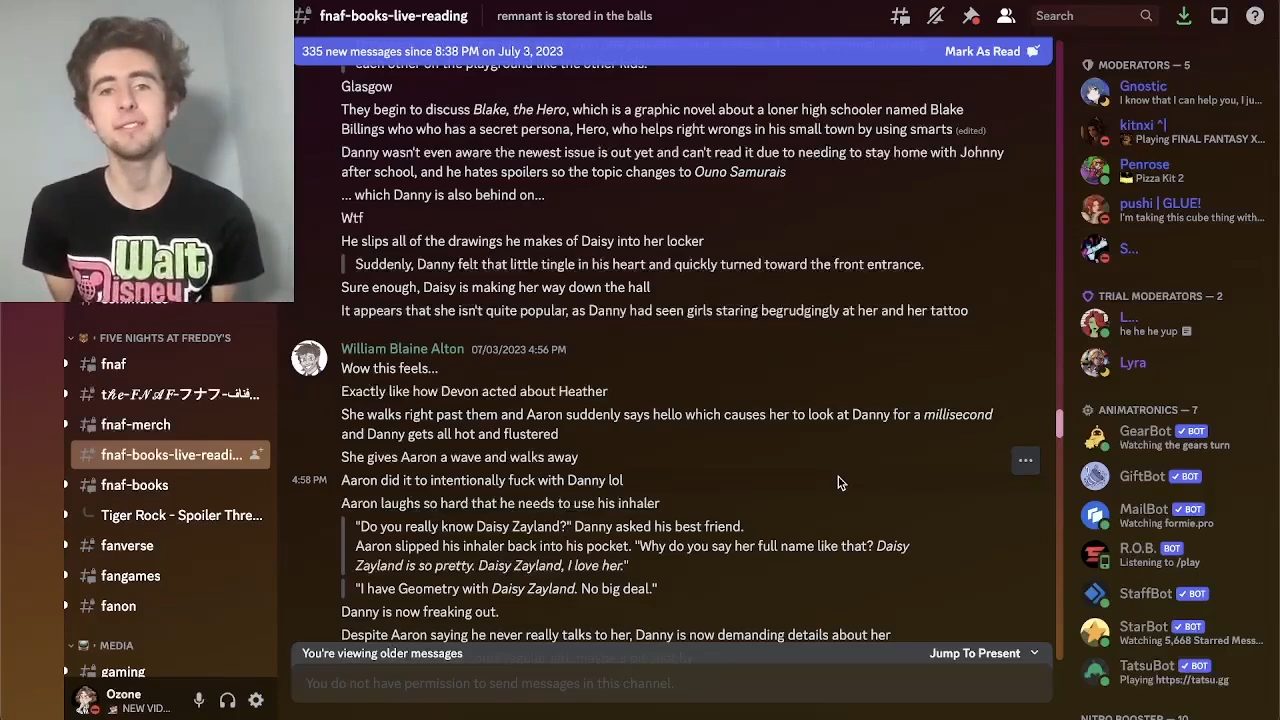 fnaf-books-live-reading
remnant is stored in the balls
Search
335 new messages since 8:38 PM on July 3, 2023
Mark As Read
each other on the playground like the other kids.
Glasgow
They begin to discuss Blake, the Hero, which is a graphic novel about a loner high schooler named Blake
Billings who who has a secret persona, Hero, who helps right wrongs in his small town by using smarts (edited)
Danny wasn't even aware the newest issue is out yet and can't read it due to needing to stay home with Johnny
after school, and he hates spoilers so the topic changes to Ouno Samurais
... which Danny is also behind on...
Wtf
He slips all of the drawings he makes of Daisy into her locker
Suddenly, Danny felt that little tingle in his heart and quickly turned toward the front entrance.
Sure enough, Daisy is making her way down the hall
It appears that she isn't quite popular, as Danny had seen girls staring begrudgingly at her and her tattoo
William Blaine Alton 07/03/2023 4:56 PM
Wow this feels...
Exactly like how Devon acted about Heather
She walks right past them and Aaron suddenly says hello which causes her to look at Danny for a millisecond
and Danny gets all hot and flustered
She gives Aaron a wave and walks away
4:58 PM Aaron did it to intentionally fuck with Danny lol
Aaron laughs so hard that he needs to use his inhaler
"Do you really know Daisy Zayland?" Danny asked his best friend.
Aaron slipped his inhaler back into his pocket. "Why do you say her full name like that? Daisy
Zayland is so pretty. Daisy Zayland, I love her."
"I have Geometry with Daisy Zayland. No big deal."
Danny is now freaking out.
Despite Aaron saying he never really talks to her, Danny is now demanding details about her
You're viewing older messages
Jump To Present
You do not have permission to send messages in this channel.
Walt
Disney
FIVE NIGHTS AT FREDDY'S
fnaf
fnaf-merch
fnaf-books-live-readi...
fnaf-books
Tiger Rock - Spoiler Thre...
fanverse
fangames
fanon
MEDIA
gaming
Ozone
NEW VID...
MODERATORS — 5
Gnostic
I know that I can help you, I ju...
kitnxi ^|
Playing FINAL FANTASY X...
Penrose
Pizza Kit 2
pushi | GLUE!
I'm taking this cube thing with...
S...
TRIAL MODERATORS — 2
L...
he he he yup
Lyra
ANIMATRONICS — 7
GearBot ✔ BOT
Watching the gears turn
GiftBot ✔ BOT
MailBot ✔ BOT
Watching formie.pro
R.O.B. BOT
Listening to /play
StaffBot ✔ BOT
StarBot ✔ BOT
Watching 5,668 Starred Mess...
TatsuBot ✔ BOT
Playing https://tatsu.gg
NITRO BOOSTER — 10